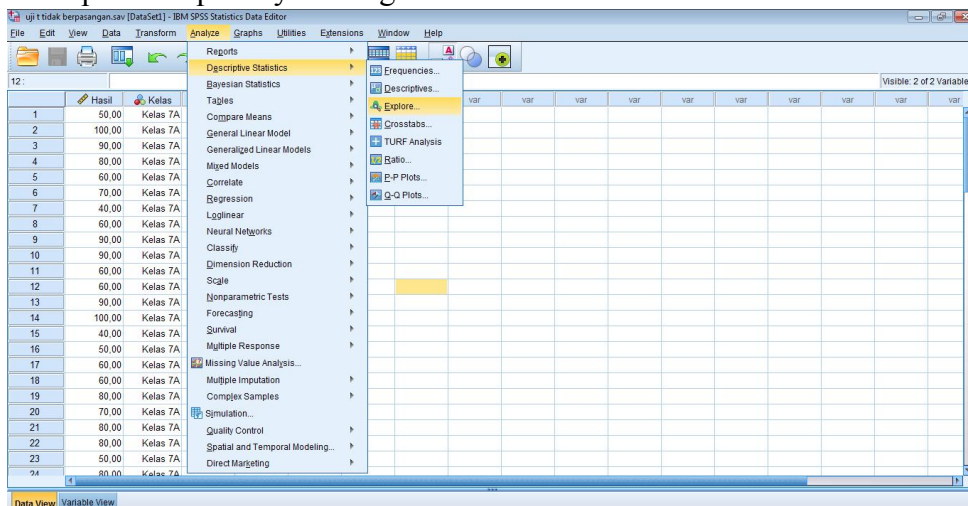 uji t tidak berpasangan.sav [DataSet1] - IBM SPSS Statistics Data Editor
File Edit View Data Transform Analyze Graphs Utilities Extensions Window Help
12 :
Visible: 2 of 2 Variable
Hasil Kelas var var var var var var var var var var
1 50,00 Kelas 7A
2 100,00 Kelas 7A
3 90,00 Kelas 7A
4 80,00 Kelas 7A
5 60,00 Kelas 7A
6 70,00 Kelas 7A
7 40,00 Kelas 7A
8 60,00 Kelas 7A
9 90,00 Kelas 7A
10 90,00 Kelas 7A
11 60,00 Kelas 7A
12 60,00 Kelas 7A
13 90,00 Kelas 7A
14 100,00 Kelas 7A
15 40,00 Kelas 7A
16 50,00 Kelas 7A
17 60,00 Kelas 7A
18 60,00 Kelas 7A
19 80,00 Kelas 7A
20 70,00 Kelas 7A
21 80,00 Kelas 7A
22 80,00 Kelas 7A
23 50,00 Kelas 7A
24 80,00 Kelas 7A
Reports
Descriptive Statistics
Bayesian Statistics
Tables
Compare Means
General Linear Model
Generalized Linear Models
Mixed Models
Correlate
Regression
Loglinear
Neural Networks
Classify
Dimension Reduction
Scale
Nonparametric Tests
Forecasting
Survival
Multiple Response
Missing Value Analysis...
Multiple Imputation
Complex Samples
Simulation...
Quality Control
Spatial and Temporal Modeling...
Direct Marketing
Frequencies...
Descriptives...
Explore...
Crosstabs...
TURF Analysis
Ratio...
P-P Plots...
Q-Q Plots...
Data View Variable View